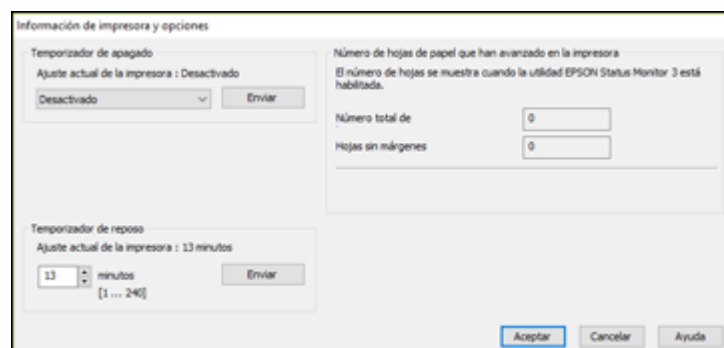 Información de impresora y opciones
Temporizador de apagado
Ajuste actual de la impresora : Desactivado
Desactivado
Enviar
Número de hojas de papel que han avanzado en la impresora
El número de hojas se muestra cuando la utilidad EPSON Status Monitor 3 está
habilitada.
Número total de
0
Hojas sin márgenes
0
Temporizador de reposo
Ajuste actual de la impresora : 13 minutos
13
minutos
Enviar
[1 ... 240]
Aceptar
Cancelar
Ayuda